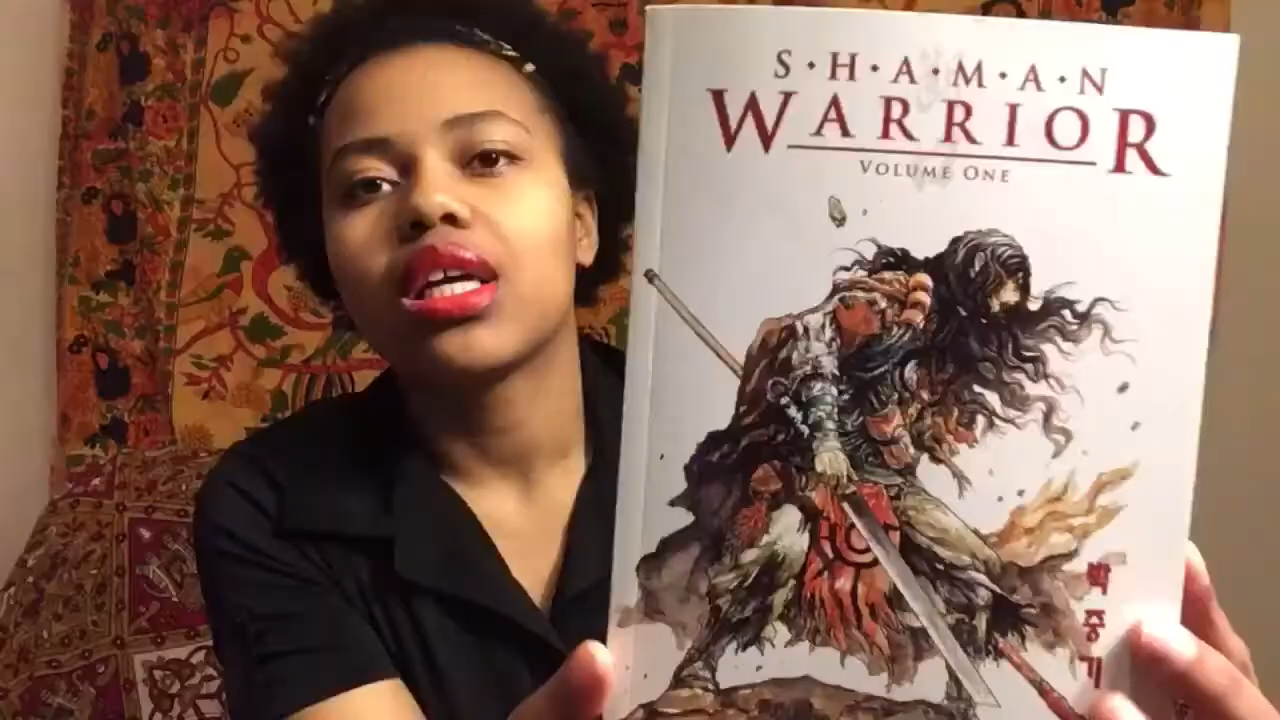 S·H·A·M·A·N
WARRIOR
VOLUME ONE
박
중
기